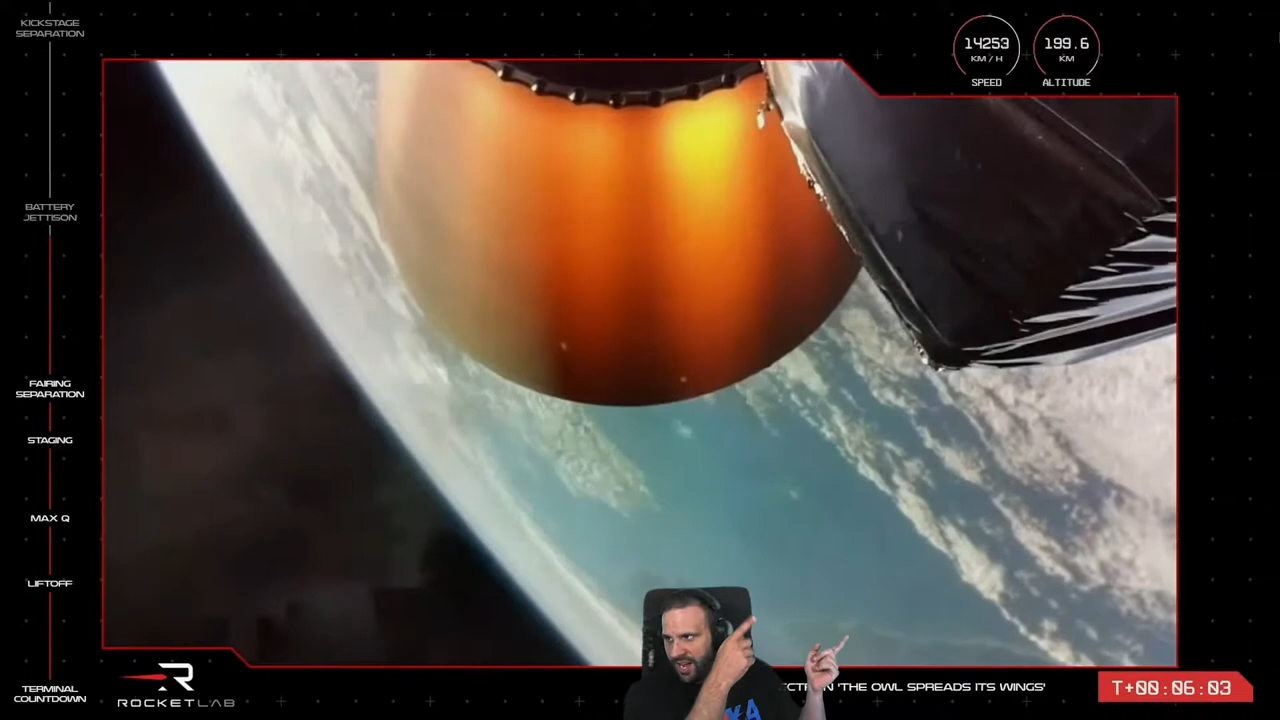 KICKSTAGE
SEPARATION
14253
KM/H
SPEED
199.6
KM
ALTITUDE
BATTERY
JETTISON
FAIRING
SEPARATION
STAGING
MAX Q
LIFTOFF
TERMINAL
COUNTDOWN
ROCKETLAB
'THE OWL SPREADS ITS WINGS'
T+00:06:03